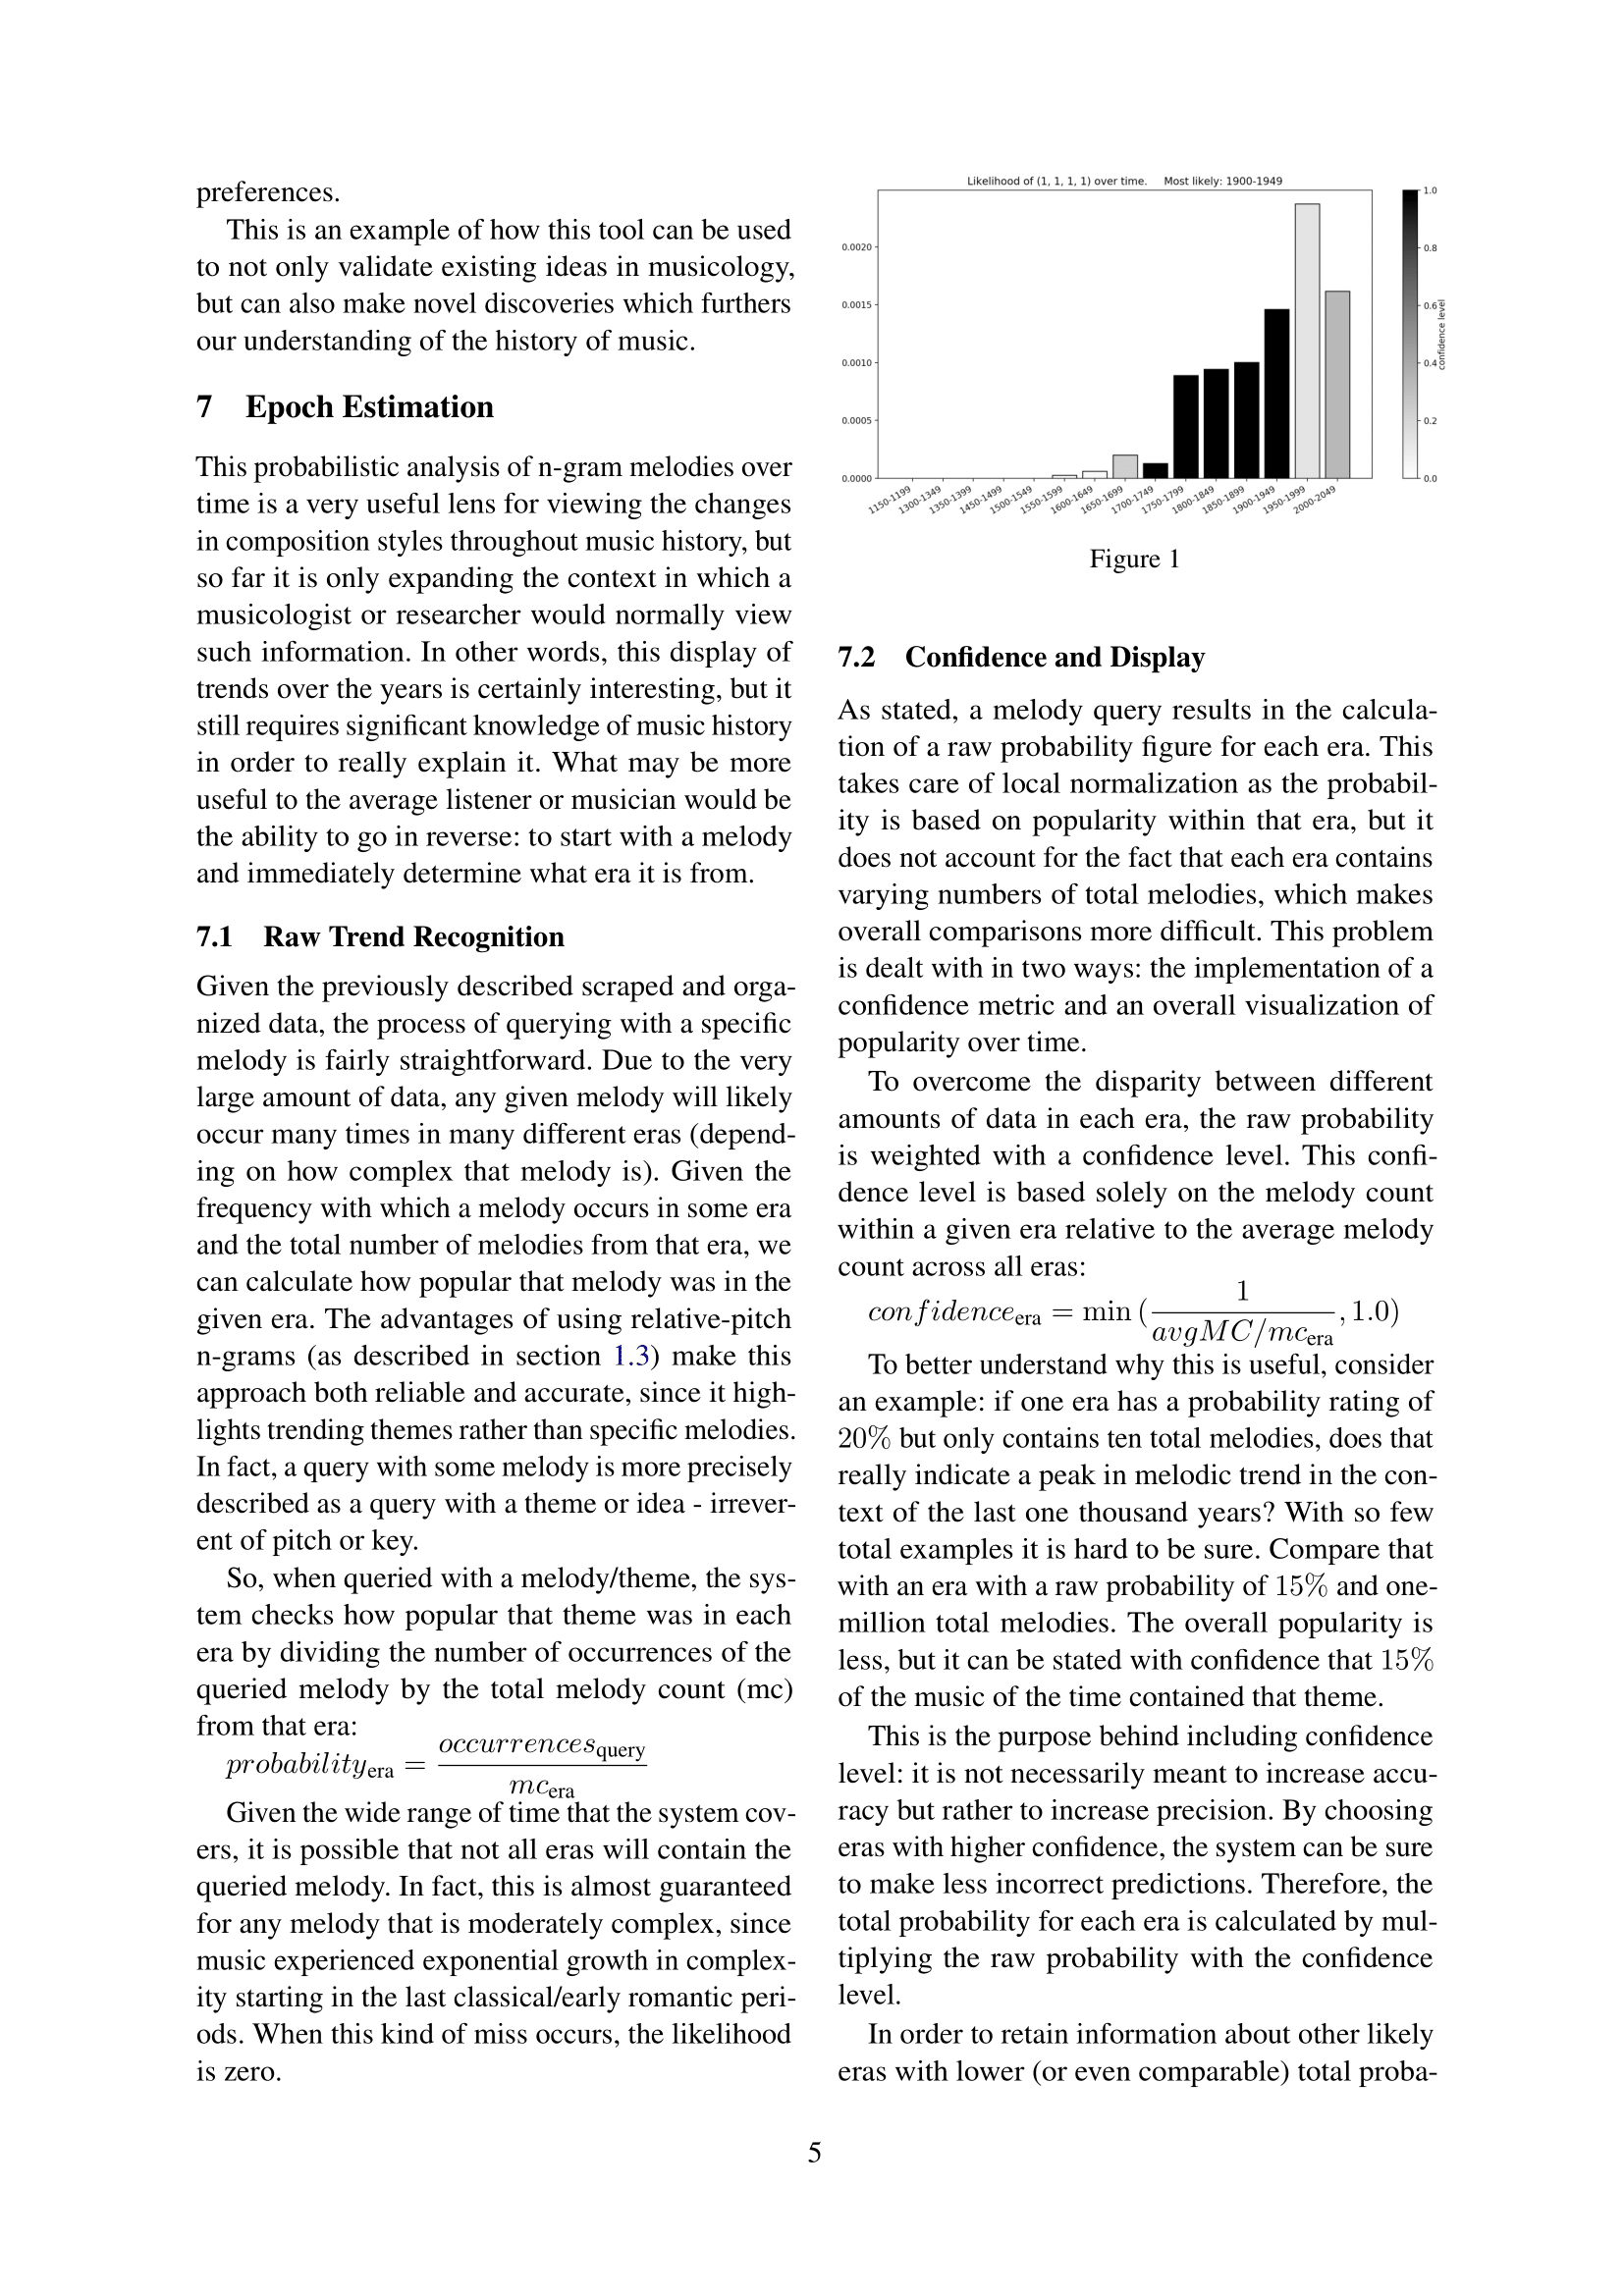 preferences.
This is an example of how this tool can be used
to not only validate existing ideas in musicology,
but can also make novel discoveries which furthers
our understanding of the history of music.
7 Epoch Estimation
This probabilistic analysis of n-gram melodies over
time is a very useful lens for viewing the changes
in composition styles throughout music history, but
so far it is only expanding the context in which a
musicologist or researcher would normally view
such information. In other words, this display of
trends over the years is certainly interesting, but it
still requires significant knowledge of music history
in order to really explain it. What may be more
useful to the average listener or musician would be
the ability to go in reverse: to start with a melody
and immediately determine what era it is from.
7.1 Raw Trend Recognition
Given the previously described scraped and orga-
nized data, the process of querying with a specific
melody is fairly straightforward. Due to the very
large amount of data, any given melody will likely
occur many times in many different eras (depend-
ing on how complex that melody is). Given the
frequency with which a melody occurs in some era
and the total number of melodies from that era, we
can calculate how popular that melody was in the
given era. The advantages of using relative-pitch
n-grams (as described in section 1.3) make this
approach both reliable and accurate, since it high-
lights trending themes rather than specific melodies.
In fact, a query with some melody is more precisely
described as a query with a theme or idea - irrever-
ent of pitch or key.
So, when queried with a melody/theme, the sys-
tem checks how popular that theme was in each
era by dividing the number of occurrences of the
queried melody by the total melody count (mc)
from that era:
probability_era = occurrences_query / mc_era
Given the wide range of time that the system cov-
ers, it is possible that not all eras will contain the
queried melody. In fact, this is almost guaranteed
for any melody that is moderately complex, since
music experienced exponential growth in complex-
ity starting in the last classical/early romantic peri-
ods. When this kind of miss occurs, the likelihood
is zero.
Likelihood of (1, 1, 1, 1) over time. Most likely: 1900-1949
0.0020
0.0015
0.0010
0.0005
0.0000
1150-1199
1300-1349
1350-1399
1450-1499
1500-1549
1550-1599
1600-1649
1650-1699
1700-1749
1750-1799
1800-1849
1850-1899
1900-1949
1950-1999
2000-2049
1.0
0.8
0.6
0.4
0.2
0.0
confidence level
Figure 1
7.2 Confidence and Display
As stated, a melody query results in the calcula-
tion of a raw probability figure for each era. This
takes care of local normalization as the probabil-
ity is based on popularity within that era, but it
does not account for the fact that each era contains
varying numbers of total melodies, which makes
overall comparisons more difficult. This problem
is dealt with in two ways: the implementation of a
confidence metric and an overall visualization of
popularity over time.
To overcome the disparity between different
amounts of data in each era, the raw probability
is weighted with a confidence level. This confi-
dence level is based solely on the melody count
within a given era relative to the average melody
count across all eras:
confidence_era = min (1 / (avgMC/mc_era), 1.0)
To better understand why this is useful, consider
an example: if one era has a probability rating of
20% but only contains ten total melodies, does that
really indicate a peak in melodic trend in the con-
text of the last one thousand years? With so few
total examples it is hard to be sure. Compare that
with an era with a raw probability of 15% and one-
million total melodies. The overall popularity is
less, but it can be stated with confidence that 15%
of the music of the time contained that theme.
This is the purpose behind including confidence
level: it is not necessarily meant to increase accu-
racy but rather to increase precision. By choosing
eras with higher confidence, the system can be sure
to make less incorrect predictions. Therefore, the
total probability for each era is calculated by mul-
tiplying the raw probability with the confidence
level.
In order to retain information about other likely
eras with lower (or even comparable) total proba-
5